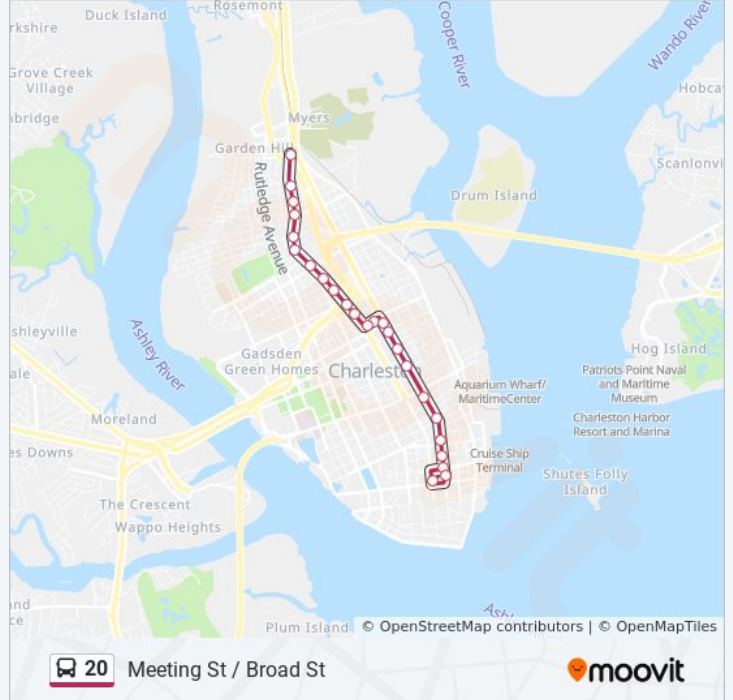 Rosemont
Duck Island
rkshire
Cooper River
Wando River
Grove Creek
Village
Hobca
mbridge
Myers
Garden Hill
Scanlonvi
Rutledge Avenue
Drum Island
shleyville
Ashley River
Hog Island
Gadsden
Green Homes
Charleston
ale
Patriots Point Naval
and Maritime
Museum
Aquarium Wharf/
MaritimeCenter
Moreland
Charleston Harbor
Resort and Marina
es Downs
Cruise Ship
Terminal
Shutes Folly
Island
The Crescent
Wappo Heights
nd
ce
Plum Island
Ashl
© OpenStreetMap contributors | © OpenMapTiles
20 Meeting St / Broad St
moovit